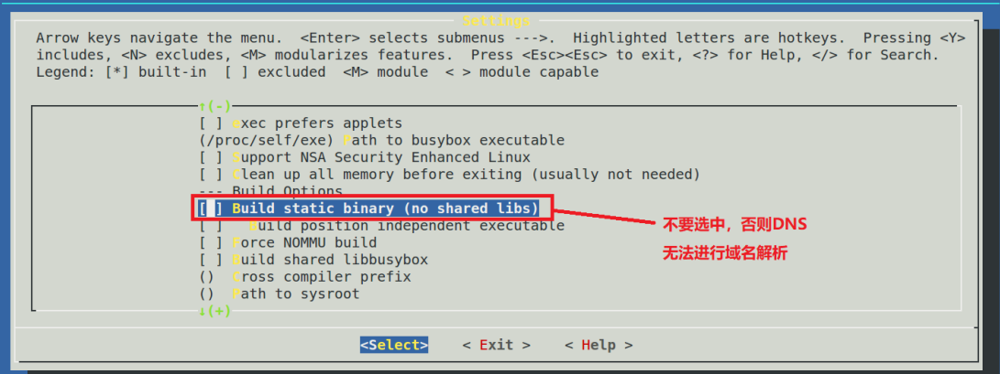 Settings
Arrow keys navigate the menu.  <Enter> selects submenus --->.  Highlighted letters are hotkeys.  Pressing <Y>
includes, <N> excludes, <M> modularizes features.  Press <Esc><Esc> to exit, <?> for Help, </> for Search.
Legend: [*] built-in  [ ] excluded  <M> module  < > module capable
↑(-)
[ ] exec prefers applets
(/proc/self/exe) Path to busybox executable
[ ] Support NSA Security Enhanced Linux
[ ] Clean up all memory before exiting (usually not needed)
--- Build Options
[ ] Build static binary (no shared libs)
[ ]   Build position independent executable
[ ] Force NOMMU build
[ ] Build shared libbusybox
()  Cross compiler prefix
()  Path to sysroot
↓(+)
不要选中，否则DNS
无法进行域名解析
<Select>    < Exit >    < Help >